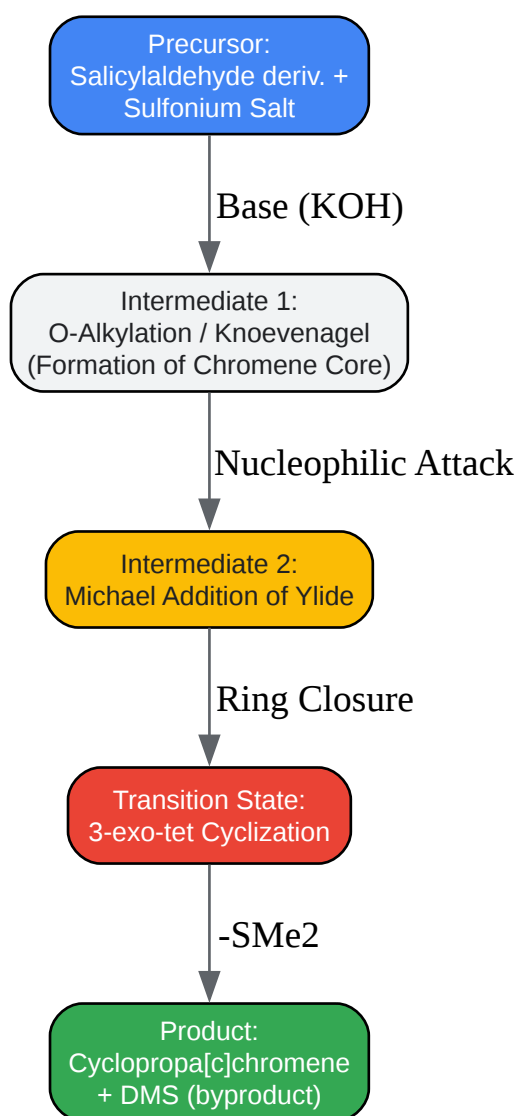 Precursor:
Salicylaldehyde deriv. +
Sulfonium Salt
Base (KOH)
Intermediate 1:
O-Alkylation / Knoevenagel
(Formation of Chromene Core)
Nucleophilic Attack
Intermediate 2:
Michael Addition of Ylide
Ring Closure
Transition State:
3-exo-tet Cyclization
-SMe2
Product:
Cyclopropa[c]chromene
+ DMS (byproduct)